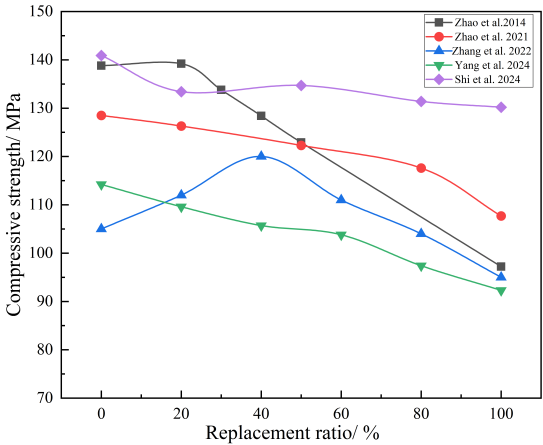 150
140
130
120
110
100
90
80
70
Compressive strength/ MPa
Zhao et al.2014
Zhao et al. 2021
Zhang et al. 2022
Yang et al. 2024
Shi et al. 2024
0 20 40 60 80 100
Replacement ratio/ %